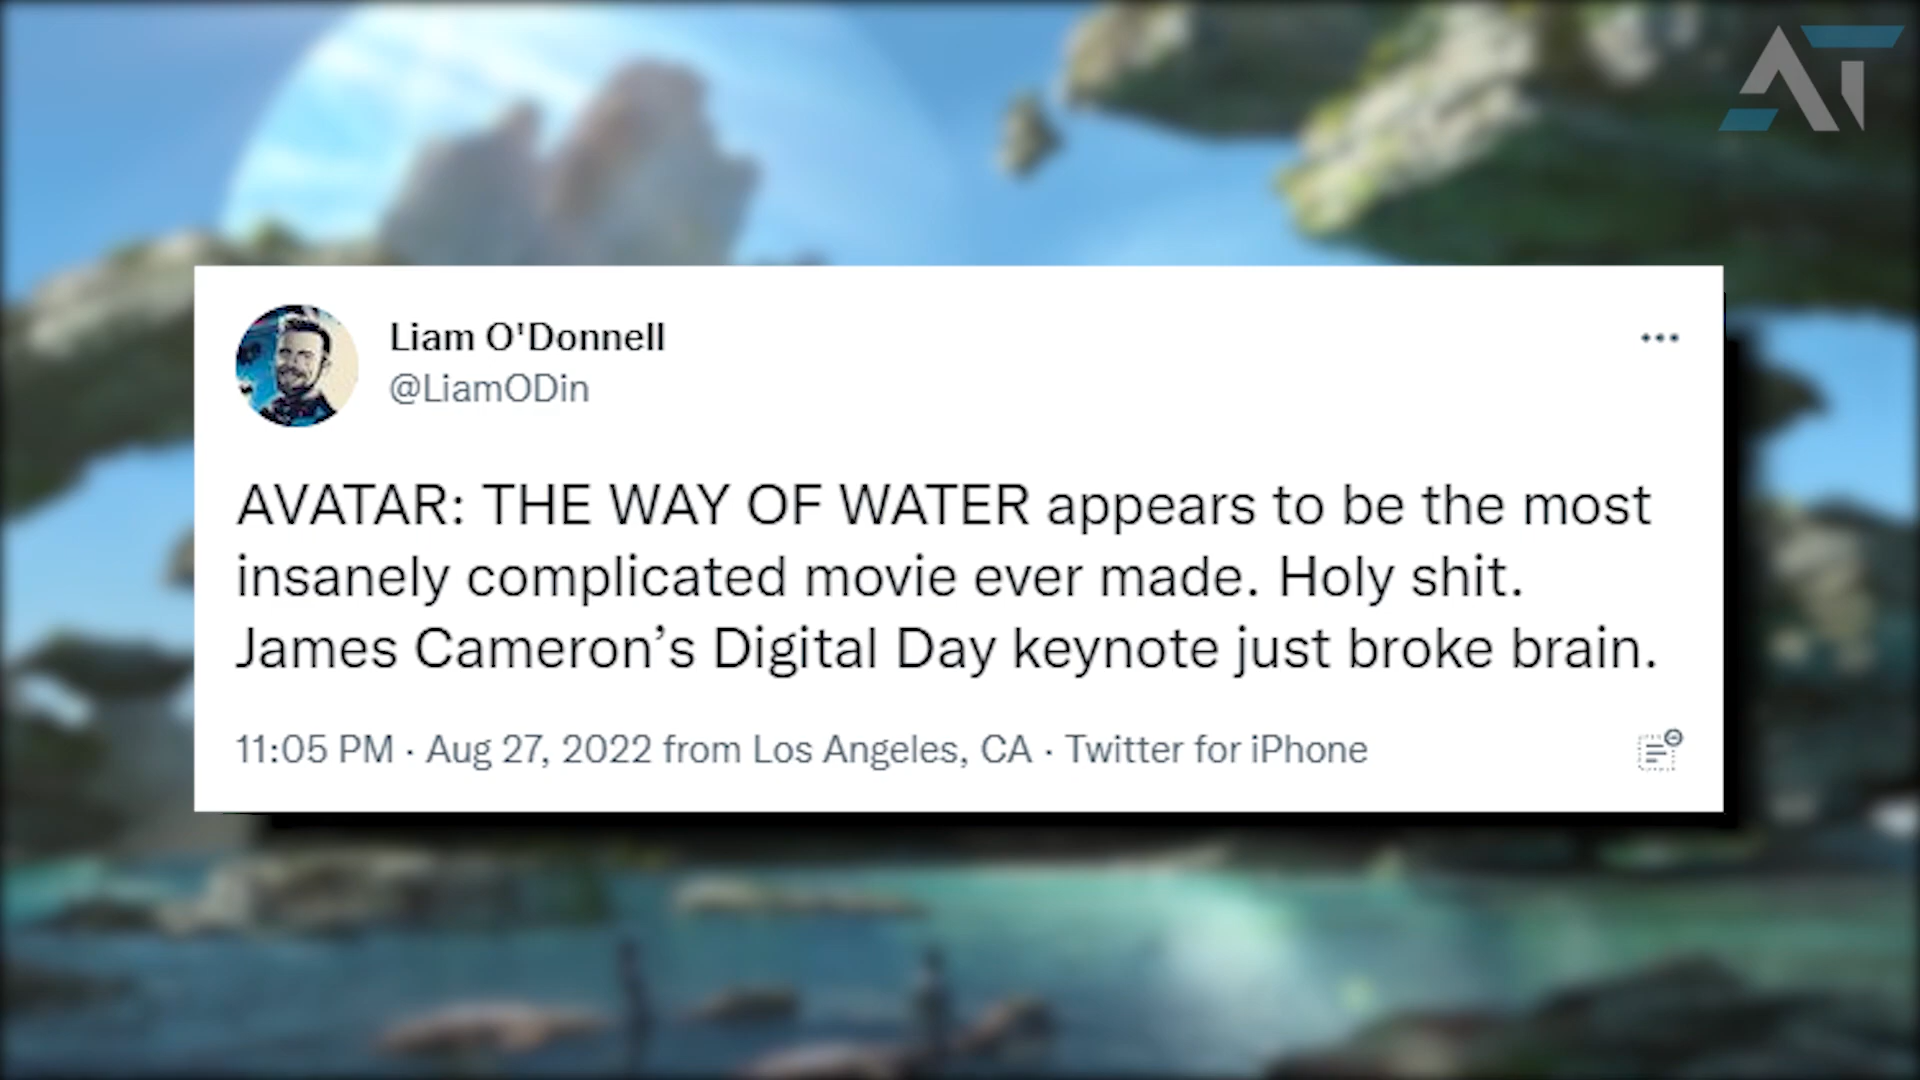 AT
Liam O'Donnell
@LiamODin
AVATAR: THE WAY OF WATER appears to be the most
insanely complicated movie ever made. Holy shit.
James Cameron’s Digital Day keynote just broke brain.
11:05 PM · Aug 27, 2022 from Los Angeles, CA · Twitter for iPhone